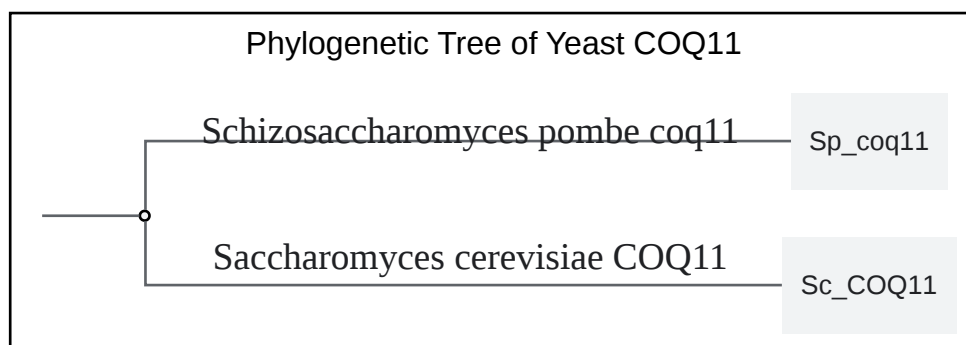 Phylogenetic Tree of Yeast COQ11
Schizosaccharomyces pombe coq11
Sp_coq11
Saccharomyces cerevisiae COQ11
Sc_COQ11